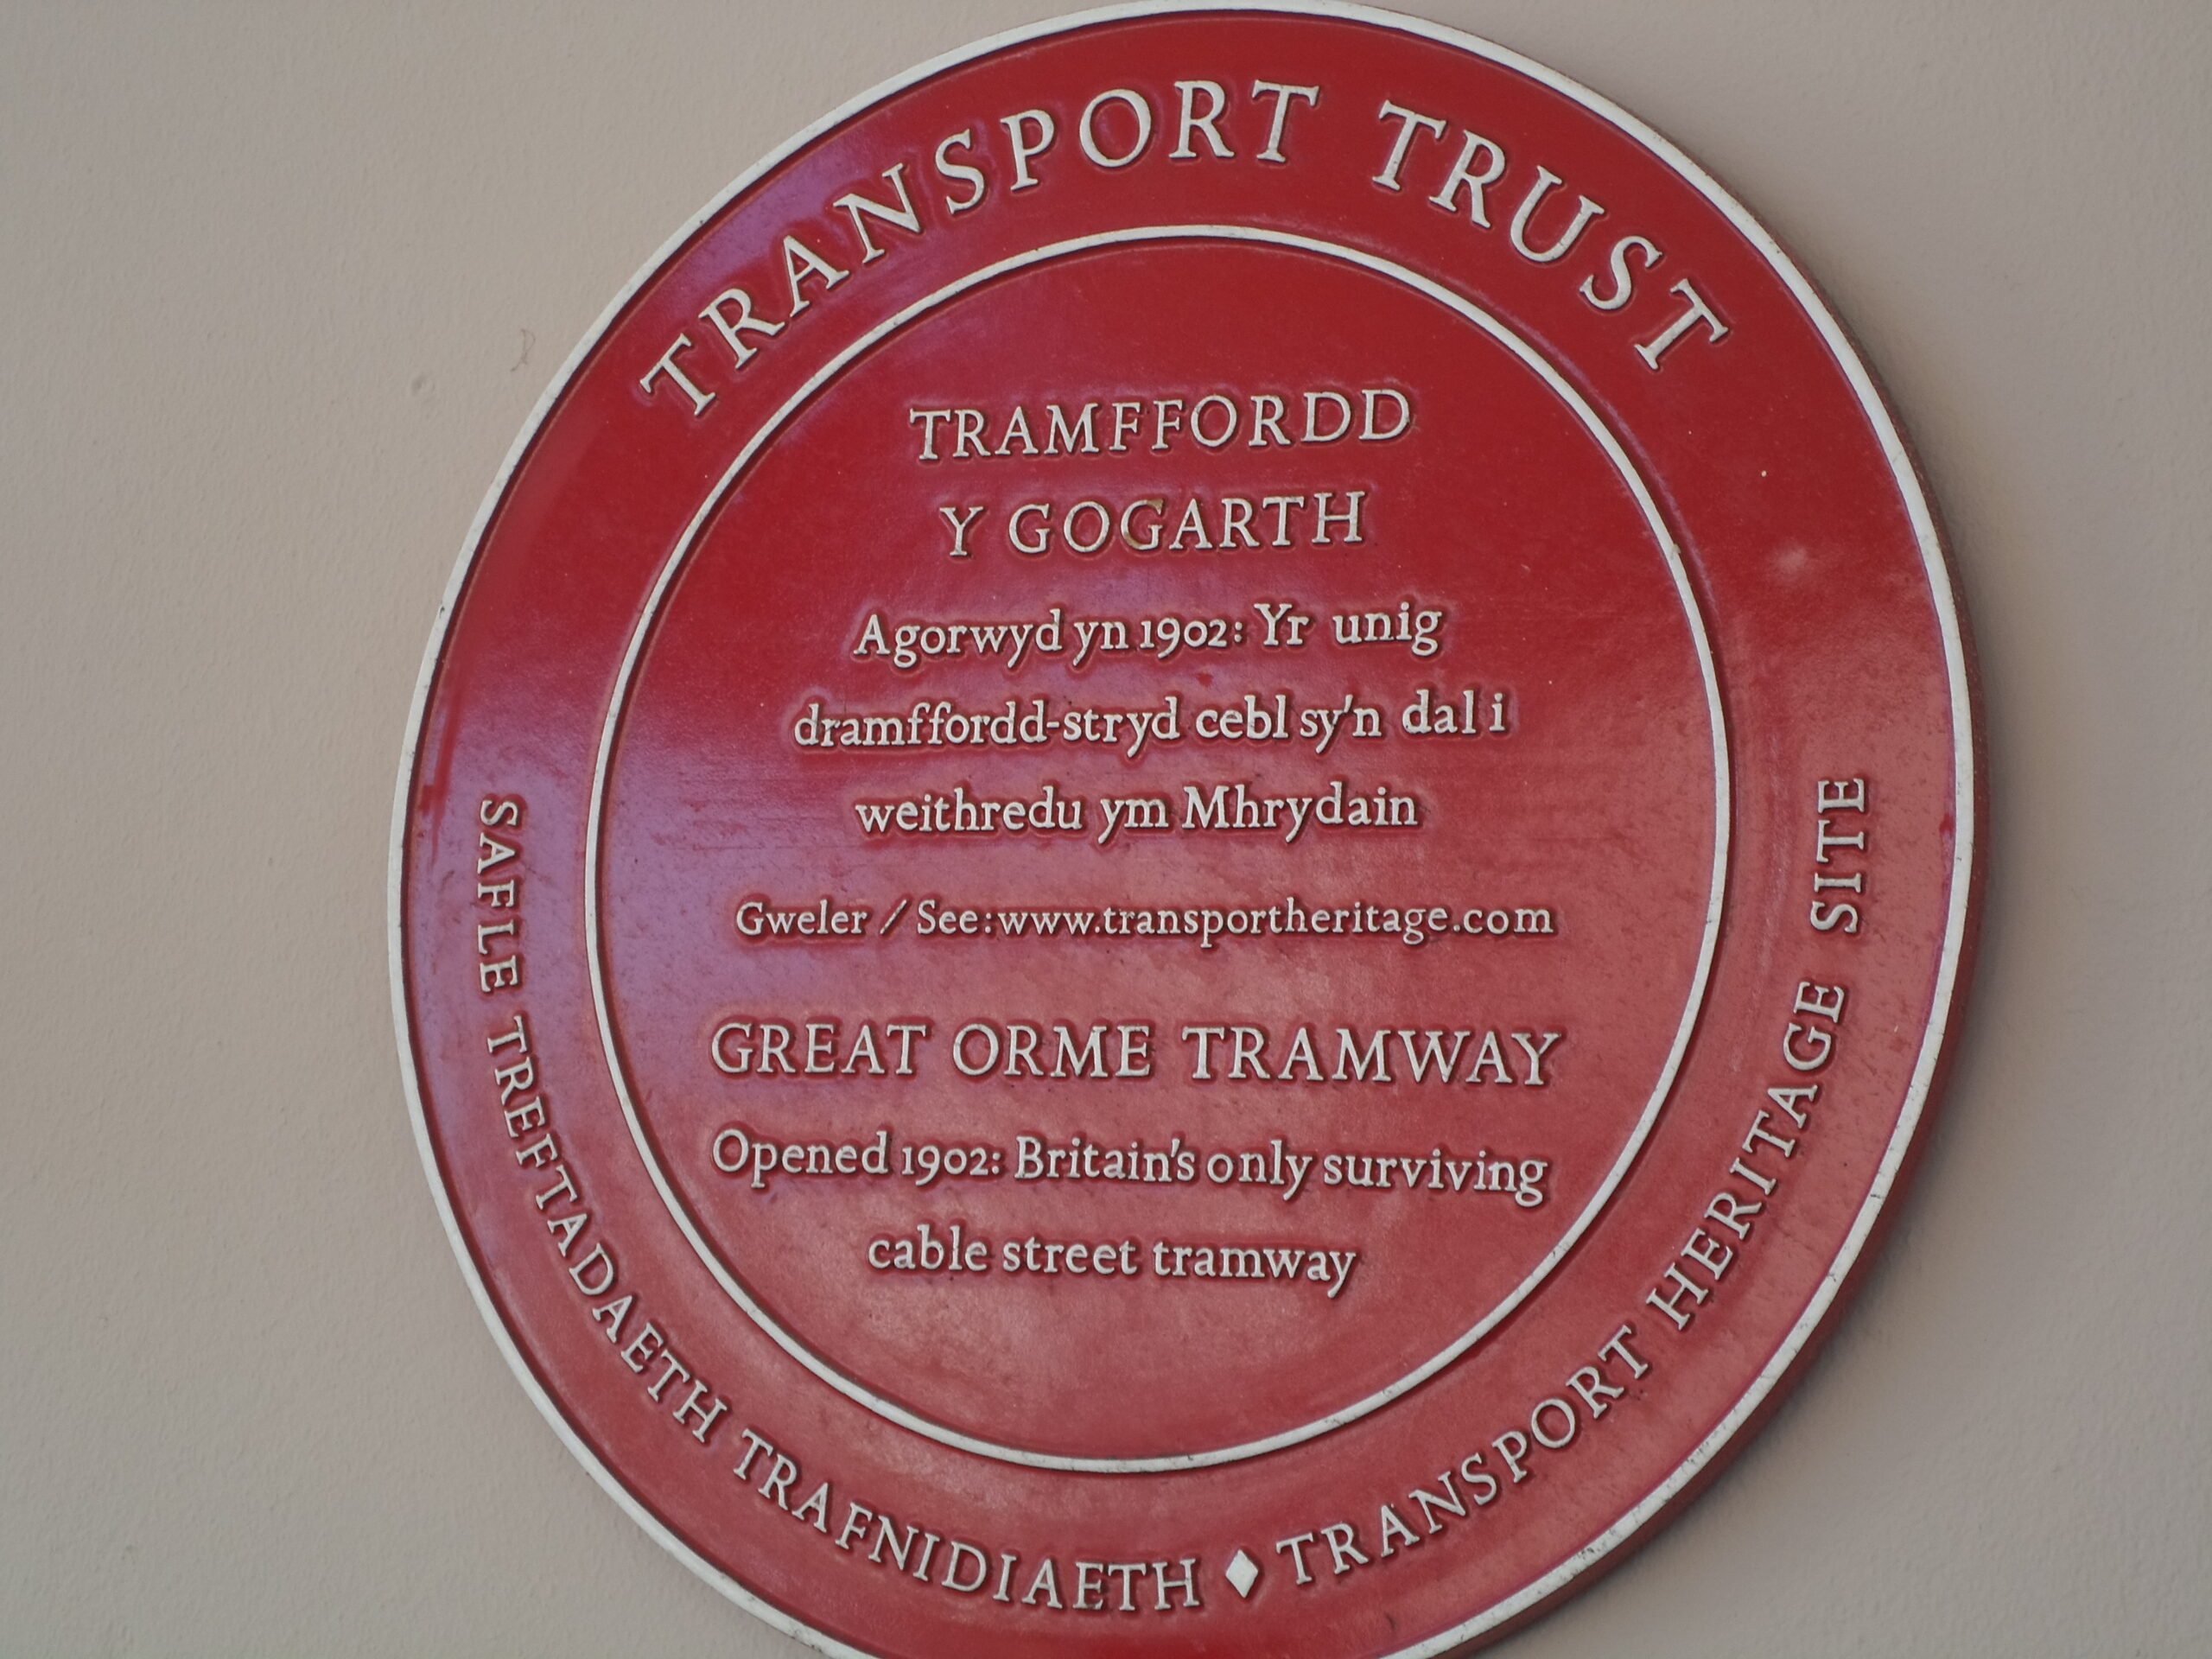 TRANSPORT TRUST
TRAMFFORDD
Y GOGARTH
Agorwyd yn 1902: Yr unig
dramffordd-stryd cebl sy'n dal i
weithredu ym Mhrydain
Gweler / See: www.transportheritage.com
GREAT ORME TRAMWAY
Opened 1902: Britain's only surviving
cable street tramway
SAFLE TREFTADAETH TRAFNIDIAETH ♦ TRANSPORT HERITAGE SITE